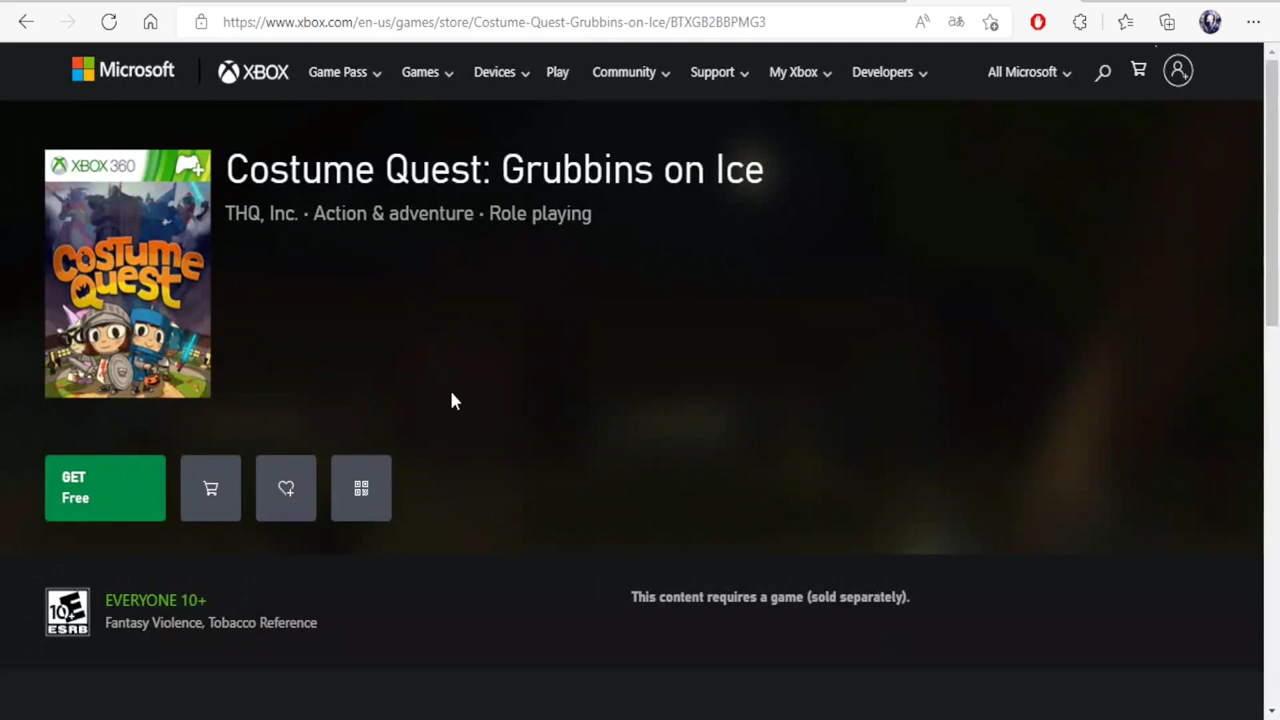 https://www.xbox.com/en-us/games/store/Costume-Quest-Grubbins-on-Ice/BTXGB2BBPMG3
Microsoft XBOX Game Pass Games Devices Play Community Support My Xbox Developers All Microsoft
XBOX 360
COSTUME QUEST
Costume Quest: Grubbins on Ice
THQ, Inc. · Action & adventure · Role playing
GET
Free
10+
E
ESRB
EVERYONE 10+
Fantasy Violence, Tobacco Reference
This content requires a game (sold separately).